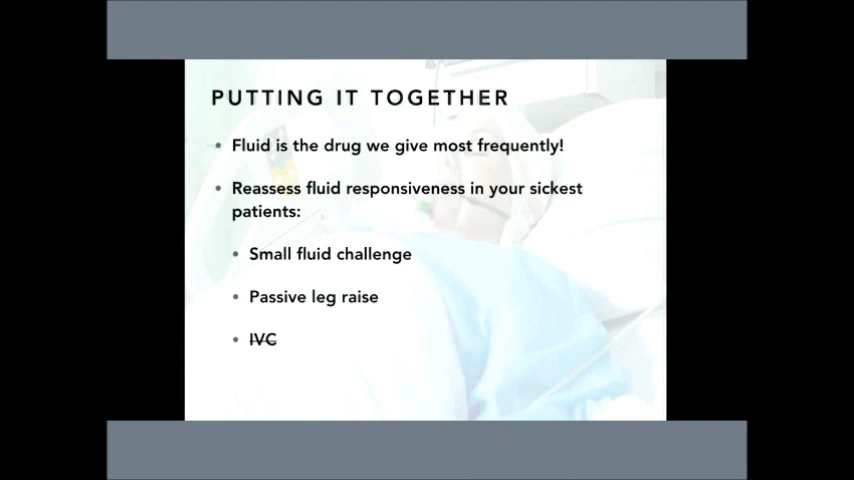 PUTTING IT TOGETHER
• Fluid is the drug we give most frequently!
• Reassess fluid responsiveness in your sickest
patients:
• Small fluid challenge
• Passive leg raise
• IVC